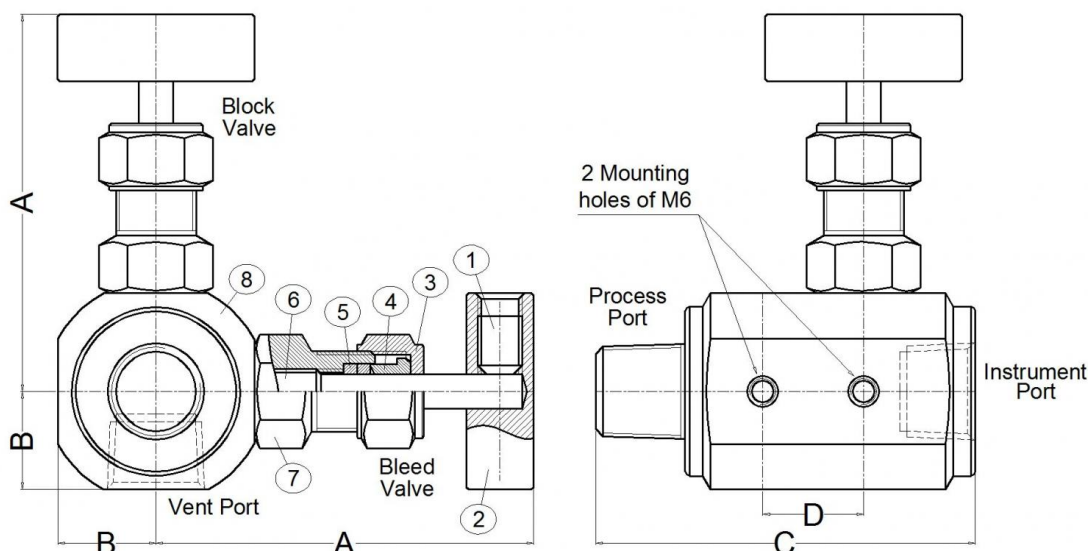 Block
Valve
A
B
8
6
5
4
3
1
7
2
Vent Port
Bleed
Valve
B
A
2 Mounting
holes of M6
Process
Port
Instrument
Port
D
C